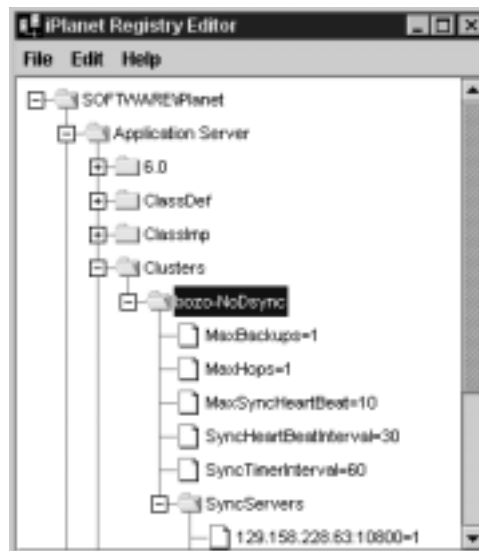 iPlanet Registry Editor
File Edit Help
SOFTWARE\iPlanet
Application Server
6.0
ClassDef
ClassImp
Clusters
bozo-NoDsync
MaxBackups=1
MaxHops=1
MaxSyncHeartBeat=10
SyncHeartBeatInterval=30
SyncTimerInterval=60
SyncServers
129.158.228.63:10800=1